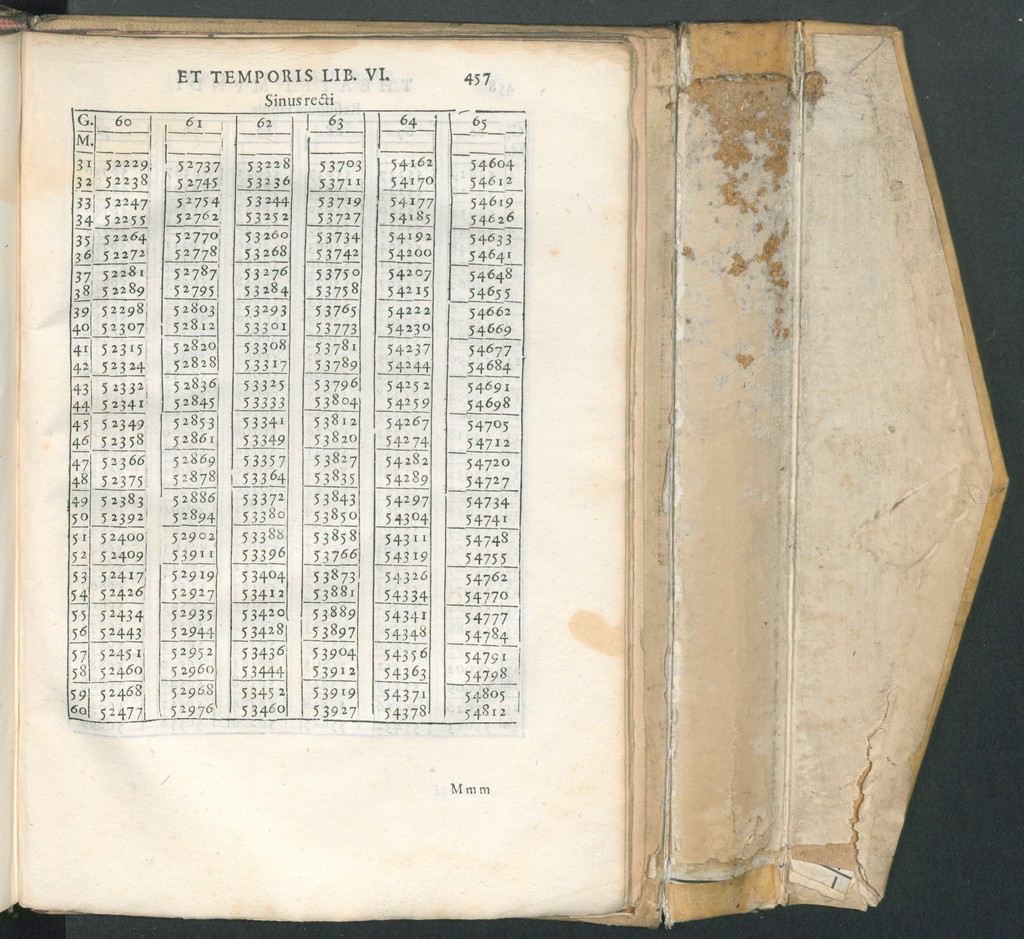 ET TEMPORIS LIB. VI. 457
Sinus recti
G. 60 61 62 63 64 65
M.
31 52229 52737 53228 53703 54162 54604
32 52238 52745 53236 53711 54170 54612
33 52247 52754 53244 53719 54177 54619
34 52255 52762 53252 53727 54185 54626
35 52264 52770 53260 53734 54192 54633
36 52272 52778 53268 53742 54200 54641
37 52281 52787 53276 53750 54207 54648
38 52289 52795 53284 53758 54215 54655
39 52298 52803 53293 53765 54222 54662
40 52307 52812 53301 53773 54230 54669
41 52315 52820 53308 53781 54237 54677
42 52324 52828 53317 53789 54244 54684
43 52332 52836 53325 53796 54252 54691
44 52341 52845 53333 53804 54259 54698
45 52349 52853 53341 53812 54267 54705
46 52358 52861 53349 53820 54274 54712
47 52366 52869 53357 53827 54282 54720
48 52375 52878 53364 53835 54289 54727
49 52383 52886 53372 53843 54297 54734
50 52392 52894 53380 53850 54304 54741
51 52400 52902 53388 53858 54311 54748
52 52409 53911 53396 53766 54319 54755
53 52417 52919 53404 53873 54326 54762
54 52426 52927 53412 53881 54334 54770
55 52434 52935 53420 53889 54341 54777
56 52443 52944 53428 53897 54348 54784
57 52451 52952 53436 53904 54356 54791
58 52460 52960 53444 53912 54363 54798
59 52468 52968 53452 53919 54371 54805
60 52477 52976 53460 53927 54378 54812
Mmm